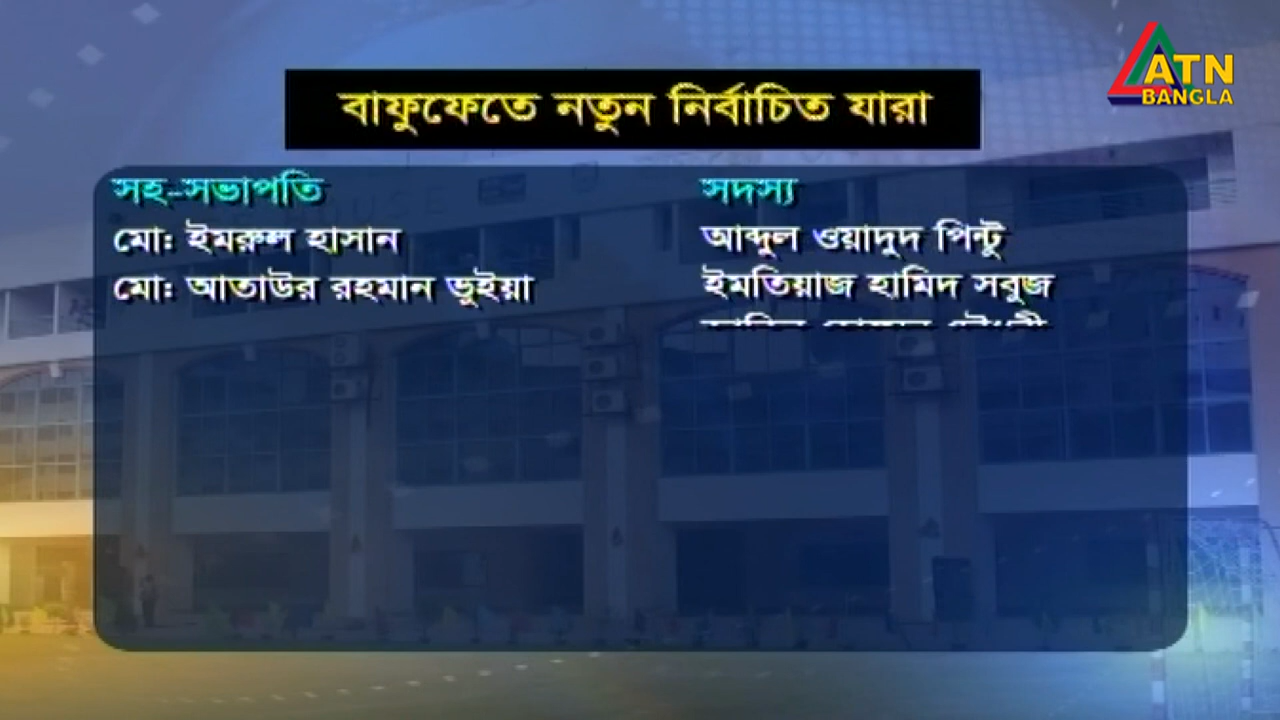 ATN
BANGLA
বাফুফেতে নতুন নির্বাচিত যারা
সহ-সভাপতি
মো: ইমরুল হাসান
মো: আতাউর রহমান ভুইয়া
সদস্য
আব্দুল ওয়াদুদ পিন্টু
ইমতিয়াজ হামিদ সবুজ